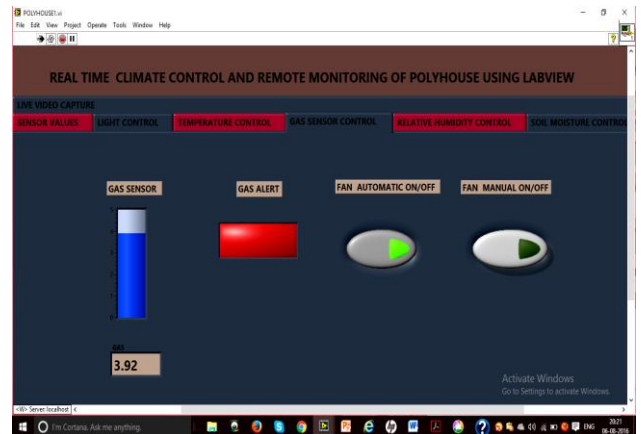 POLYHOUSE1.vi
File Edit View Project Operate Tools Window Help
REAL TIME CLIMATE CONTROL AND REMOTE MONITORING OF POLYHOUSE USING LABVIEW
LIVE VIDEO CAPTURE
SENSOR VALUES LIGHT CONTROL TEMPERATURE CONTROL GAS SENSOR CONTROL RELATIVE HUMIDITY CONTROL SOIL MOISTURE CONTROL
GAS SENSOR GAS ALERT FAN AUTOMATIC ON/OFF FAN MANUAL ON/OFF
GAS
3.92
Activate Windows
Go to Settings to activate Windows.
Server: localhost
I'm Cortana. Ask me anything.
ENG
20:21
06-08-2016